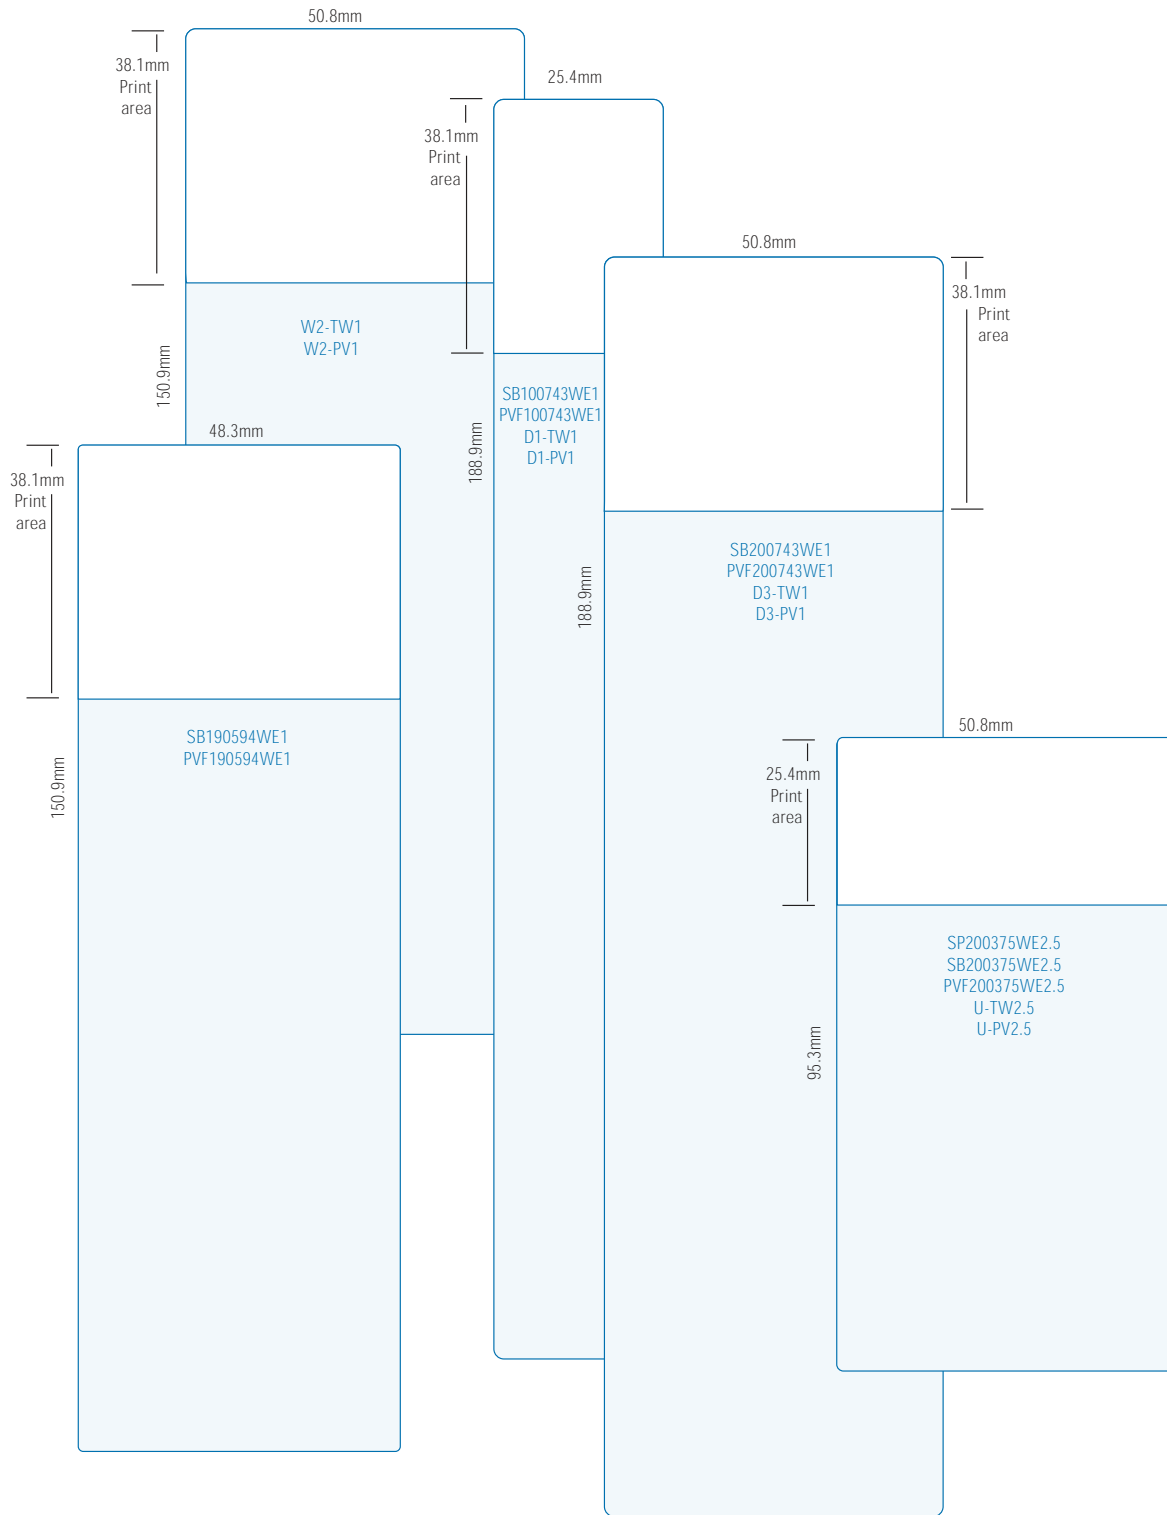 50.8mm
38.1mm
Print
area
25.4mm
38.1mm
Print
area
50.8mm
38.1mm
Print
area
W2-TW1
W2-PV1
150.9mm
SB100743WE1
PVF100743WE1
D1-TW1
D1-PV1
188.9mm
48.3mm
38.1mm
Print
area
SB200743WE1
PVF200743WE1
D3-TW1
D3-PV1
188.9mm
SB190594WE1
PVF190594WE1
150.9mm
50.8mm
25.4mm
Print
area
SP200375WE2.5
SB200375WE2.5
PVF200375WE2.5
U-TW2.5
U-PV2.5
95.3mm